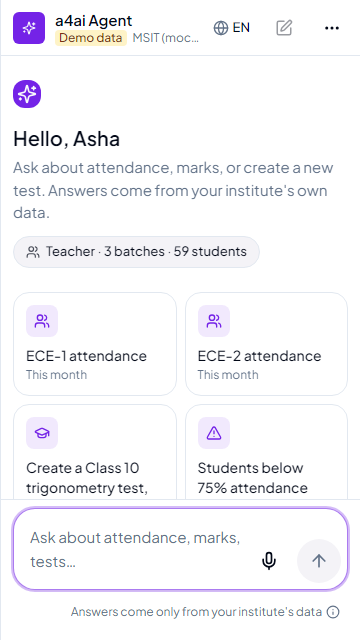 a4ai Agent
Demo data MSIT (moc...
EN
Hello, Asha
Ask about attendance, marks, or create a new
test. Answers come from your institute's own
data.
Teacher · 3 batches · 59 students
ECE-1 attendance
This month
ECE-2 attendance
This month
Create a Class 10
trigonometry test,
Students below
75% attendance
Ask about attendance, marks,
tests...
Answers come only from your institute's data